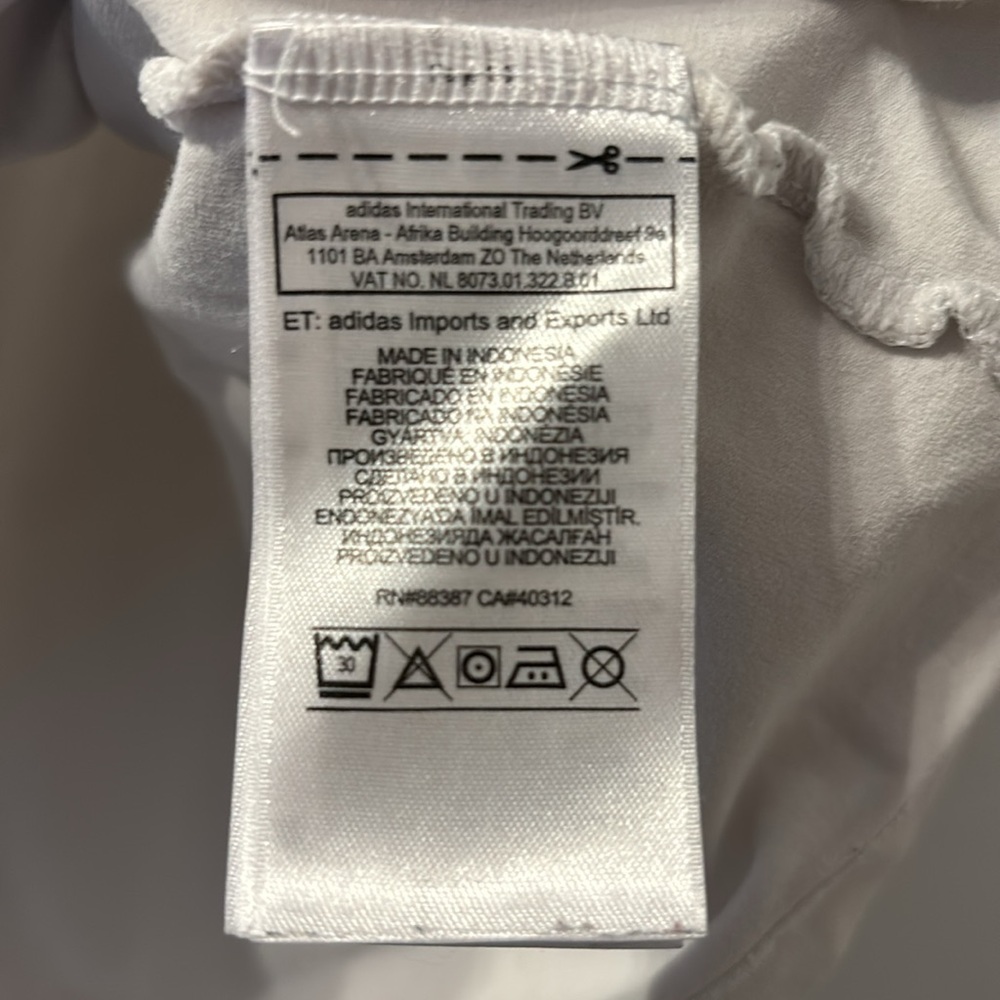 adidas International Trading BV
Atlas Arena - Afrika Building Hoogoorddreef 9a
1101 BA Amsterdam ZO The Netherlands
VAT NO. NL 8073.01.322.B.01
ET: adidas Imports and Exports Ltd
MADE IN INDONESIA
FABRIQUÉ EN INDONESIE
FABRICADO EN INDONESIA
FABRICADO NA INDONÉSIA
GYÁRTVA: INDONÉZIA
ПРОИЗВЕДЕНО В ИНДОНЕЗИЯ
СДЕЛАНО В ИНДОНЕЗИИ
PROIZVEDENO U INDONEZIJI
ENDONEZYA'DA İMAL EDİLMİŞTİR.
ИНДОНЕЗИЯДА ЖАСАЛҒАН
PROIZVEDENO U INDONEZIJI
RN#88387 CA#40312
30